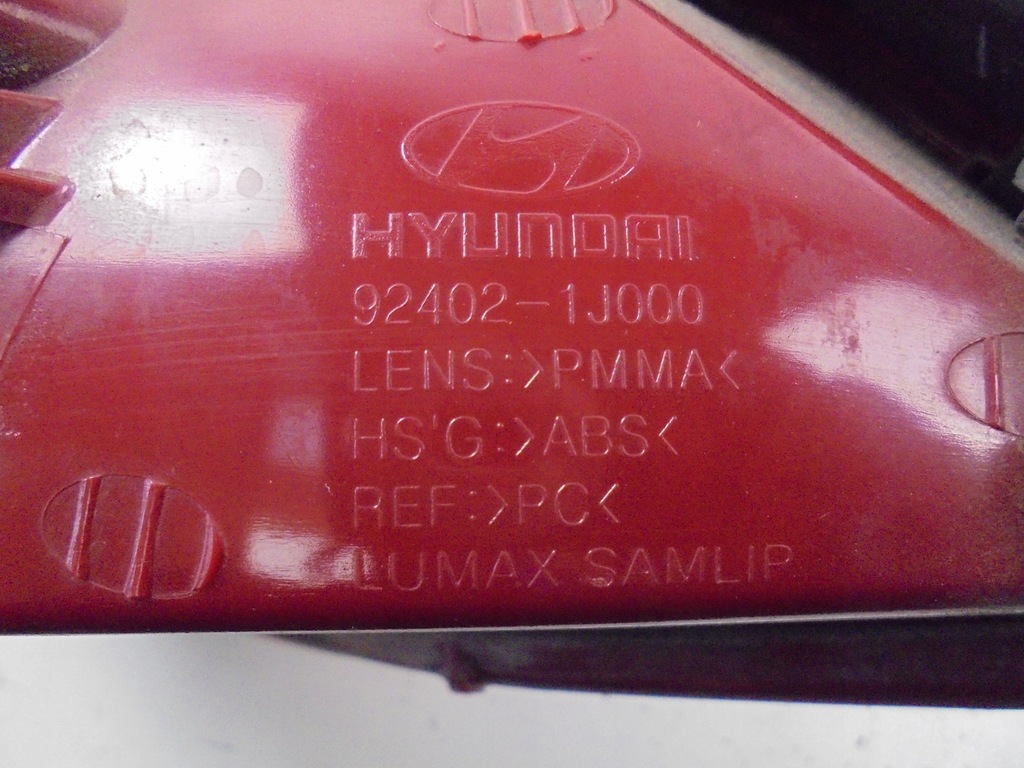 HYUNDAI
92402-1J000
LENS:>PMMA<
HS'G:>ABS<
REF:>PC<
LUMAX SAMLIP